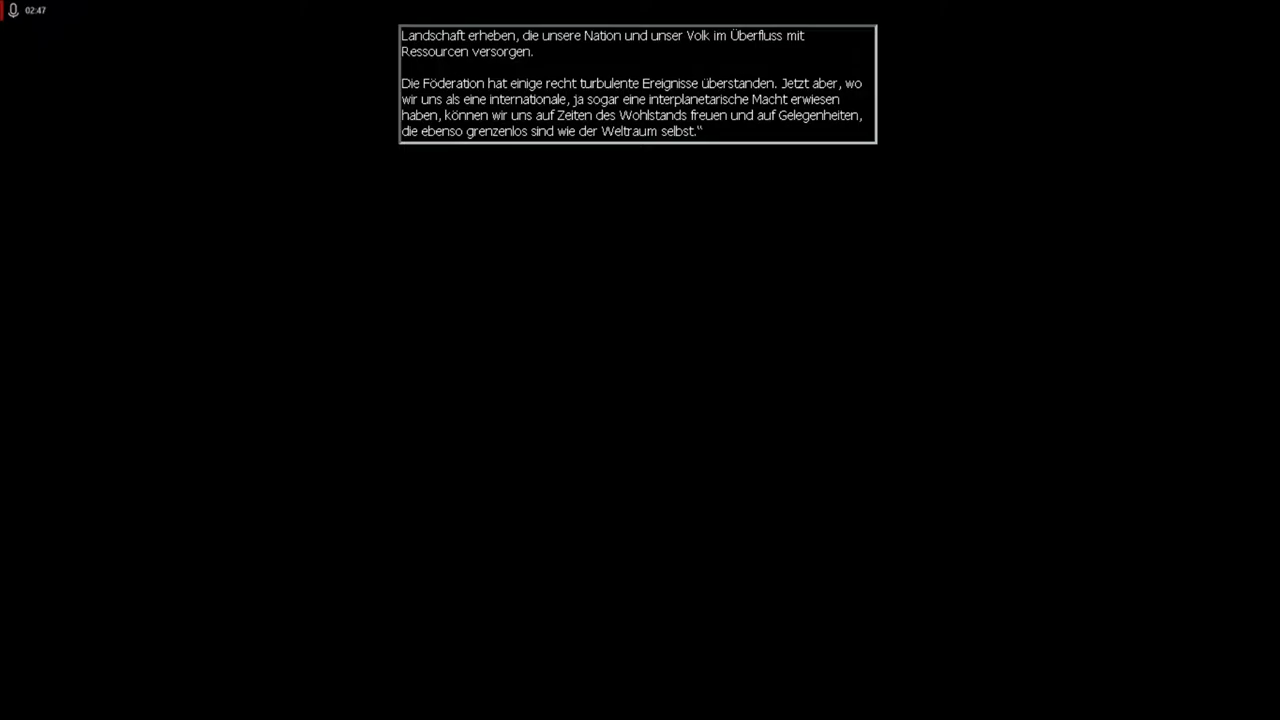 02:47
Landschaft erheben, die unsere Nation und unser Volk im Überfluss mit
Ressourcen versorgen.
Die Föderation hat einige recht turbulente Ereignisse überstanden. Jetzt aber, wo
wir uns als eine internationale, ja sogar eine interplanetarische Macht erwiesen
haben, können wir uns auf Zeiten des Wohlstands freuen und auf Gelegenheiten,
die ebenso grenzenlos sind wie der Weltraum selbst.“